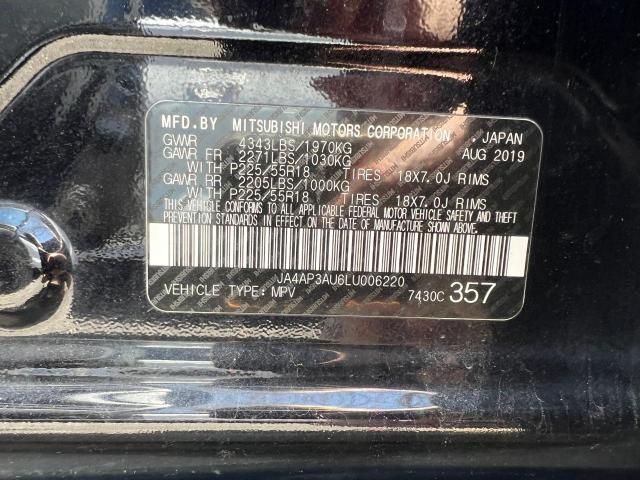 MFD.BY MITSUBISHI MOTORS CORPORATION, JAPAN
GVWR 4343LBS/1970KG AUG 2019
GAWR FR 2271LBS/1030KG
WITH P225/55R18 TIRES 18X7.0J RIMS
GAWR RR 2205LBS/1000KG
WITH P225/55R18 TIRES 18X7.0J RIMS
THIS VEHICLE CONFORMS TO ALL APPLICABLE FEDERAL MOTOR VEHICLE SAFETY AND THEFT
PREVENTION STANDARDS IN EFFECT ON THE DATE OF MANUFACTURE SHOWN ABOVE.
JA4AP3AU6LU006220
VEHICLE TYPE: MPV 7430C 357